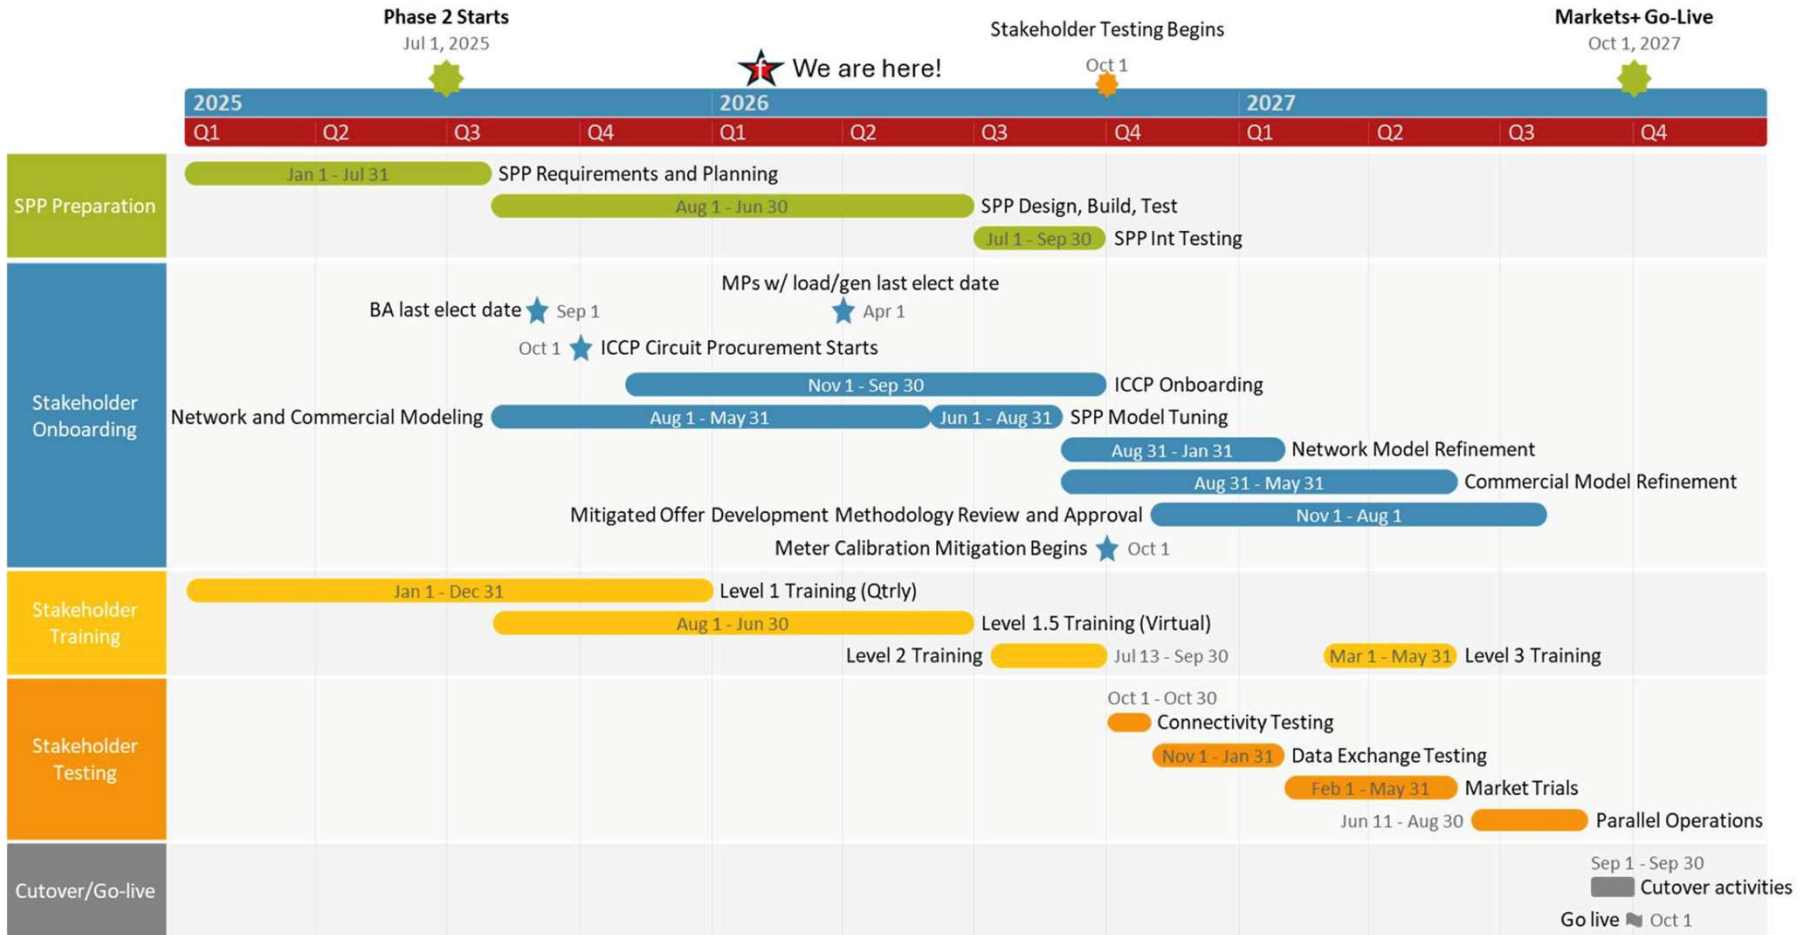 Phase 2 Starts
Jul 1, 2025
Stakeholder Testing Begins
Oct 1
Markets+ Go-Live
Oct 1, 2027
f We are here!
2025 2026 2027
Q1 Q2 Q3 Q4 Q1 Q2 Q3 Q4 Q1 Q2 Q3 Q4
SPP Preparation
Jan 1 - Jul 31 SPP Requirements and Planning
Aug 1 - Jun 30 SPP Design, Build, Test
Jul 1 - Sep 30 SPP Int Testing
Stakeholder
Onboarding
MPs w/ load/gen last elect date
BA last elect date Sep 1 Apr 1
Oct 1 ICCP Circuit Procurement Starts
Nov 1 - Sep 30 ICCP Onboarding
Network and Commercial Modeling Aug 1 - May 31 Jun 1 - Aug 31 SPP Model Tuning
Aug 31 - Jan 31 Network Model Refinement
Aug 31 - May 31 Commercial Model Refinement
Mitigated Offer Development Methodology Review and Approval Nov 1 - Aug 1
Meter Calibration Mitigation Begins Oct 1
Stakeholder
Training
Jan 1 - Dec 31 Level 1 Training (Qtrly)
Aug 1 - Jun 30 Level 1.5 Training (Virtual)
Level 2 Training Jul 13 - Sep 30 Mar 1 - May 31 Level 3 Training
Stakeholder
Testing
Oct 1 - Oct 30
Connectivity Testing
Nov 1 - Jan 31 Data Exchange Testing
Feb 1 - May 31 Market Trials
Jun 11 - Aug 30 Parallel Operations
Cutover/Go-live
Sep 1 - Sep 30
Cutover activities
Go live Oct 1